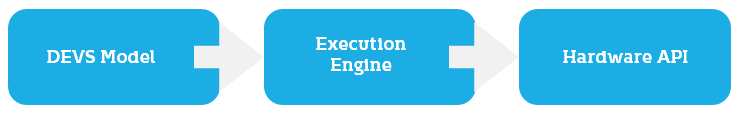 DEVS Model
Execution
Engine
Hardware API